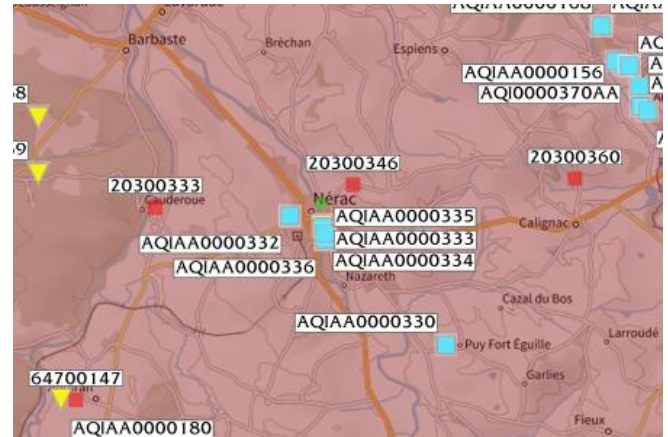 Barbaste
Bréchan
Espiens
AQIAA0000156
AQI0000370AA
20300346
20300360
20300333
Cauderoue
Nérac
AQIAA0000335
AQIAA0000332
AQIAA0000333
Calignac
AQIAA0000336
AQIAA0000334
Nazareth
Cazal du Bos
AQIAA0000330
Puy Fort Éguille
Larroudé
64700147
Garlies
AQIAA0000180
Fieux